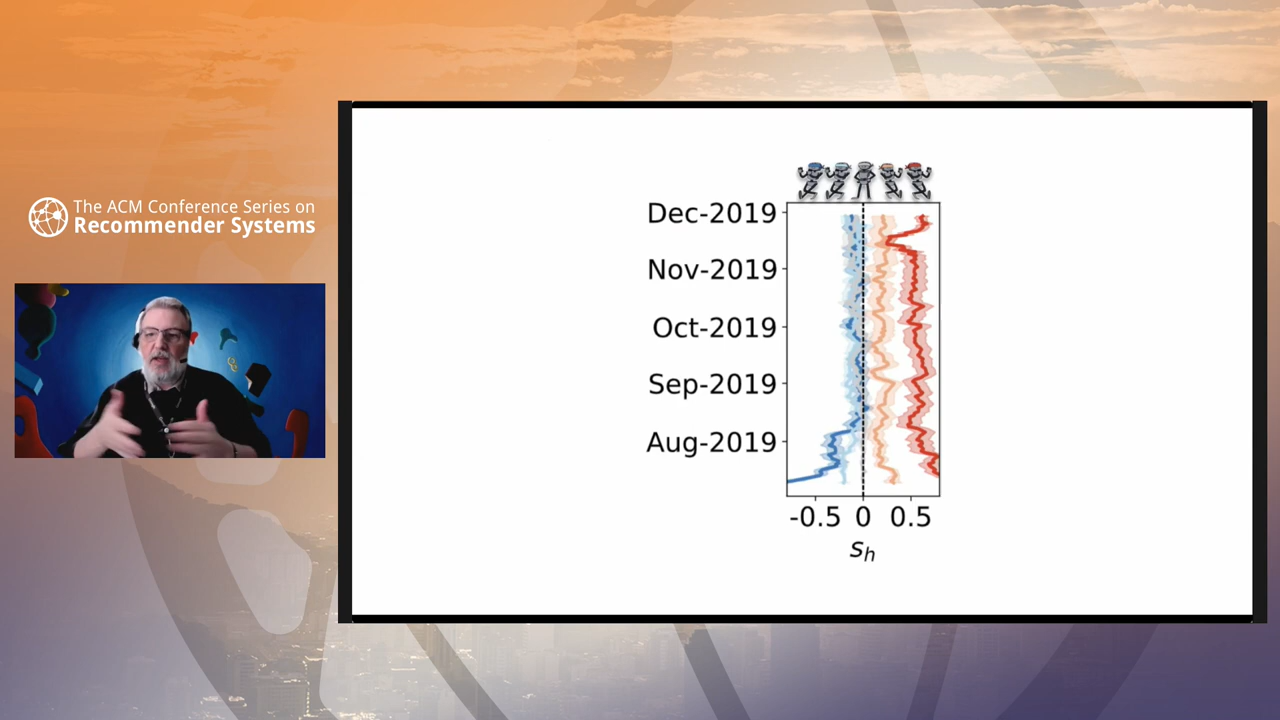 The ACM Conference Series on
Recommender Systems
Dec-2019
Nov-2019
Oct-2019
Sep-2019
Aug-2019
-0.5 0 0.5
sh